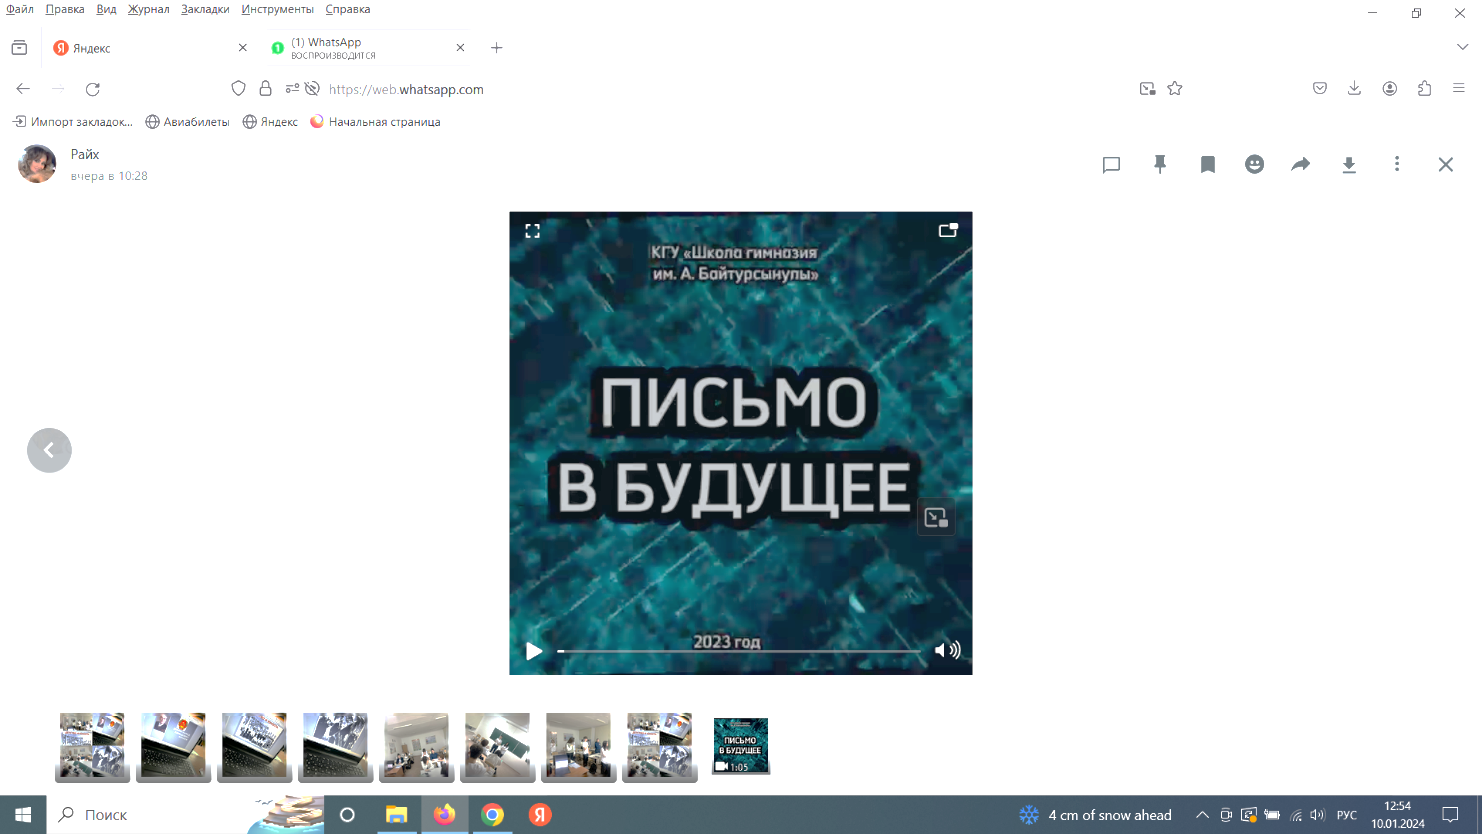 Файл Правка Вид Журнал Закладки Инструменты Справка
Яндекс
(1) WhatsApp
ВОСПРОИЗВОДИТСЯ
https://web.whatsapp.com
Импорт закладок... Авиабилеты Яндекс Начальная страница
Райх
вчера в 10:28
КГУ «Школа гимназия
им. А. Байтурсынулы»
ПИСЬМО
В БУДУЩЕЕ
2023 год
ПИСЬМО
В БУДУЩЕЕ
1:05
Поиск
4 cm of snow ahead
РУС
12:54
10.01.2024